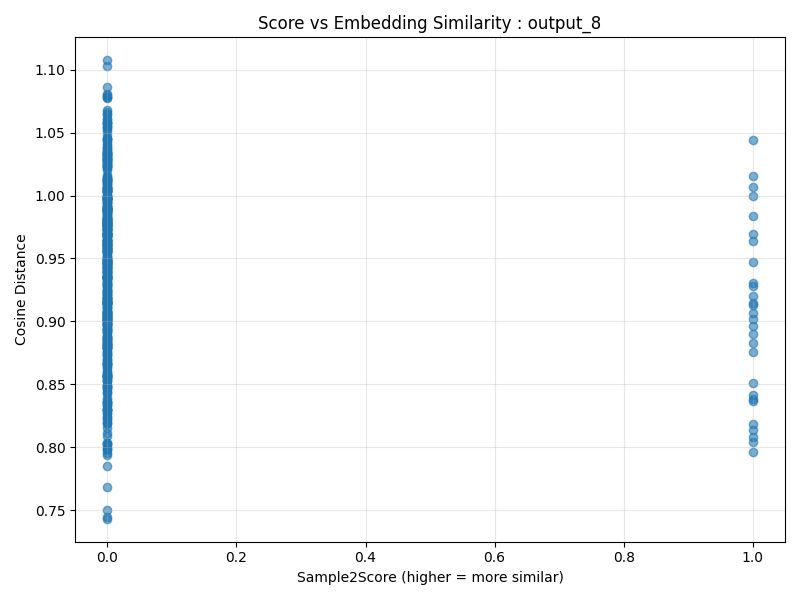 Score vs Embedding Similarity : output_8
1.10
1.05
1.00
0.95
0.90
0.85
0.80
0.75
Cosine Distance
0.0 0.2 0.4 0.6 0.8 1.0
Sample2Score (higher = more similar)